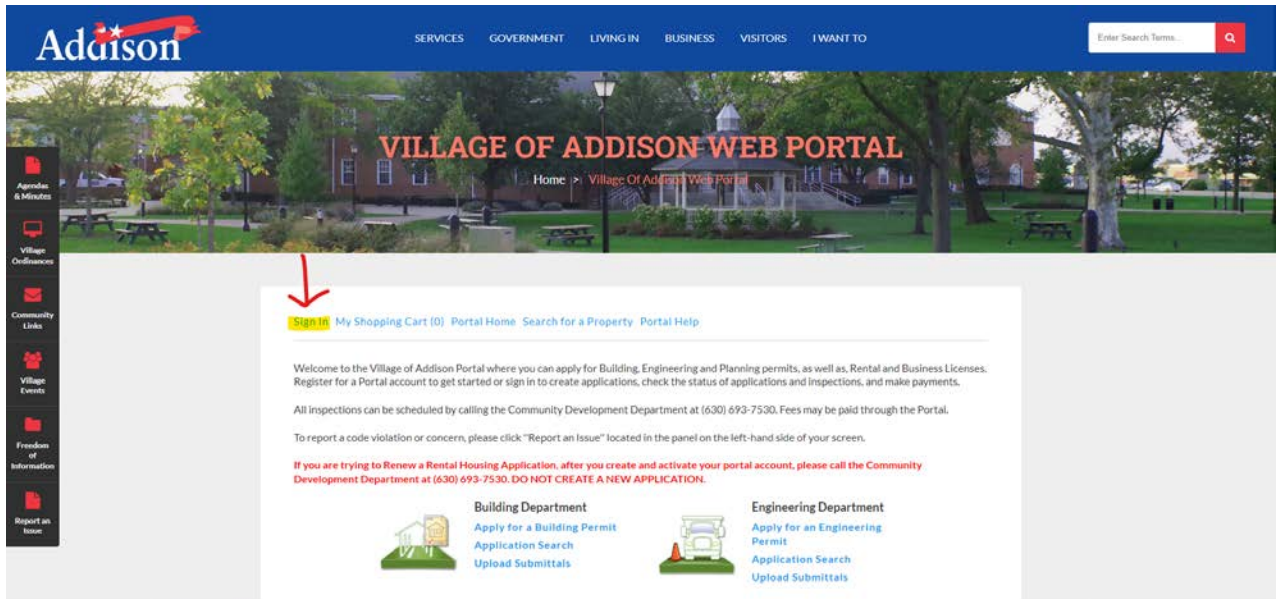 Addison
SERVICES GOVERNMENT LIVING IN BUSINESS VISITORS I WANT TO
Enter Search Terms...
VILLAGE OF ADDISON WEB PORTAL
Home > Village Of Addison Web Portal
Agendas
& Minutes
Village
Ordinances
Community
Links
Village
Events
Freedom
of
Information
Report an
Issue
Sign In My Shopping Cart (0) Portal Home Search for a Property Portal Help
Welcome to the Village of Addison Portal where you can apply for Building, Engineering and Planning permits, as well as, Rental and Business Licenses.
Register for a Portal account to get started or sign in to create applications, check the status of applications and inspections, and make payments.
All inspections can be scheduled by calling the Community Development Department at (630) 693-7530. Fees may be paid through the Portal.
To report a code violation or concern, please click "Report an Issue" located in the panel on the left-hand side of your screen.
If you are trying to Renew a Rental Housing Application, after you create and activate your portal account, please call the Community
Development Department at (630) 693-7530. DO NOT CREATE A NEW APPLICATION.
Building Department
Apply for a Building Permit
Application Search
Upload Submittals
Engineering Department
Apply for an Engineering
Permit
Application Search
Upload Submittals